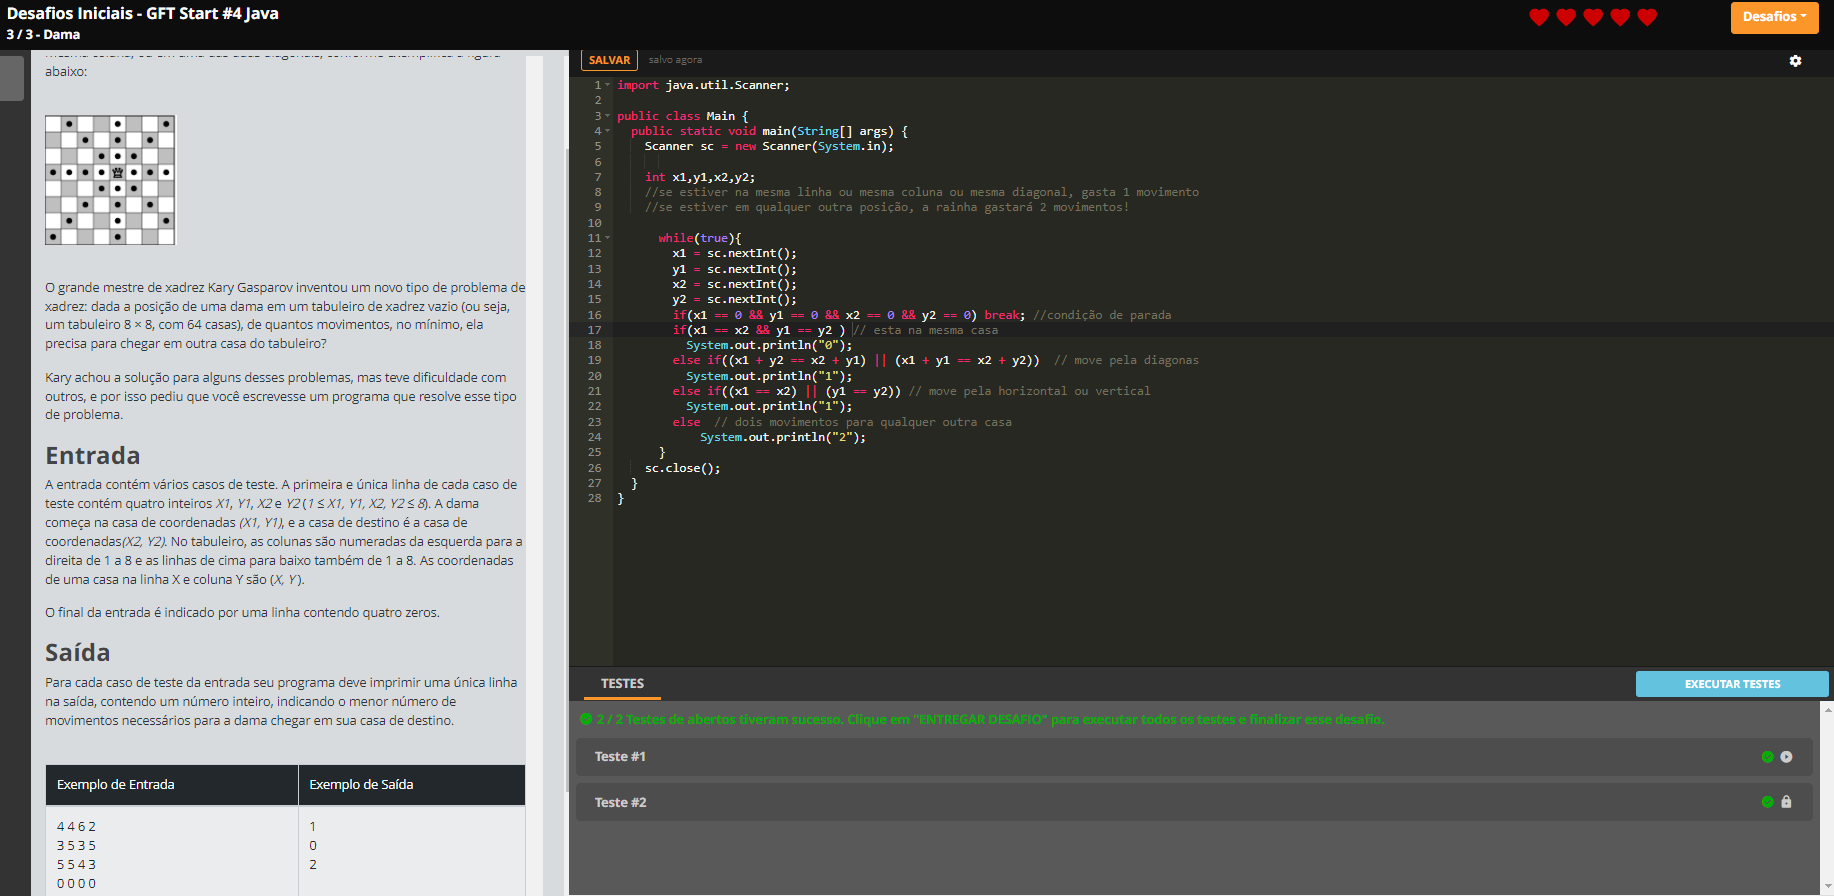 Desafios Iniciais - GFT Start #4 Java
3 / 3 - Dama
Desafios
abaixo:
O grande mestre de xadrez Kary Gasparov inventou um novo tipo de problema de
xadrez: dada a posição de uma dama em um tabuleiro de xadrez vazio (ou seja,
um tabuleiro 8 × 8, com 64 casas), de quantos movimentos, no mínimo, ela
precisa para chegar em outra casa do tabuleiro?
Kary achou a solução para alguns desses problemas, mas teve dificuldade com
outros, e por isso pediu que você escrevesse um programa que resolve esse tipo
de problema.
Entrada
A entrada contém vários casos de teste. A primeira e única linha de cada caso de
teste contém quatro inteiros X1, Y1, X2 e Y2 (1 ≤ X1, Y1, X2, Y2 ≤ 8). A dama
começa na casa de coordenadas (X1, Y1), e a casa de destino é a casa de
coordenadas(X2, Y2). No tabuleiro, as colunas são numeradas da esquerda para a
direita de 1 a 8 e as linhas de cima para baixo também de 1 a 8. As coordenadas
de uma casa na linha X e coluna Y são (X, Y ).
O final da entrada é indicado por uma linha contendo quatro zeros.
Saída
Para cada caso de teste da entrada seu programa deve imprimir uma única linha
na saída, contendo um número inteiro, indicando o menor número de
movimentos necessários para a dama chegar em sua casa de destino.
Exemplo de Entrada Exemplo de Saída
4 4 6 2 1
3 5 3 5 0
5 5 4 3 2
0 0 0 0
SALVAR salvo agora
1 import java.util.Scanner;
2
3 public class Main {
4 public static void main(String[] args) {
5 Scanner sc = new Scanner(System.in);
6
7 int x1,y1,x2,y2;
8 //se estiver na mesma linha ou mesma coluna ou mesma diagonal, gasta 1 movimento
9 //se estiver em qualquer outra posição, a rainha gastará 2 movimentos!
10
11 while(true){
12 x1 = sc.nextInt();
13 y1 = sc.nextInt();
14 x2 = sc.nextInt();
15 y2 = sc.nextInt();
16 if(x1 == 0 && y1 == 0 && x2 == 0 && y2 == 0) break; //condição de parada
17 if(x1 == x2 && y1 == y2 ) // esta na mesma casa
18 System.out.println("0");
19 else if((x1 + y2 == x2 + y1) || (x1 + y1 == x2 + y2)) // move pela diagonas
20 System.out.println("1");
21 else if((x1 == x2) || (y1 == y2)) // move pela horizontal ou vertical
22 System.out.println("1");
23 else // dois movimentos para qualquer outra casa
24 System.out.println("2");
25 }
26 sc.close();
27 }
28 }
TESTES
EXECUTAR TESTES
2 / 2 Testes de abertos tiveram sucesso. Clique em "ENTREGAR DESAFIO" para executar todos os testes e finalizar esse desafio.
Teste #1
Teste #2